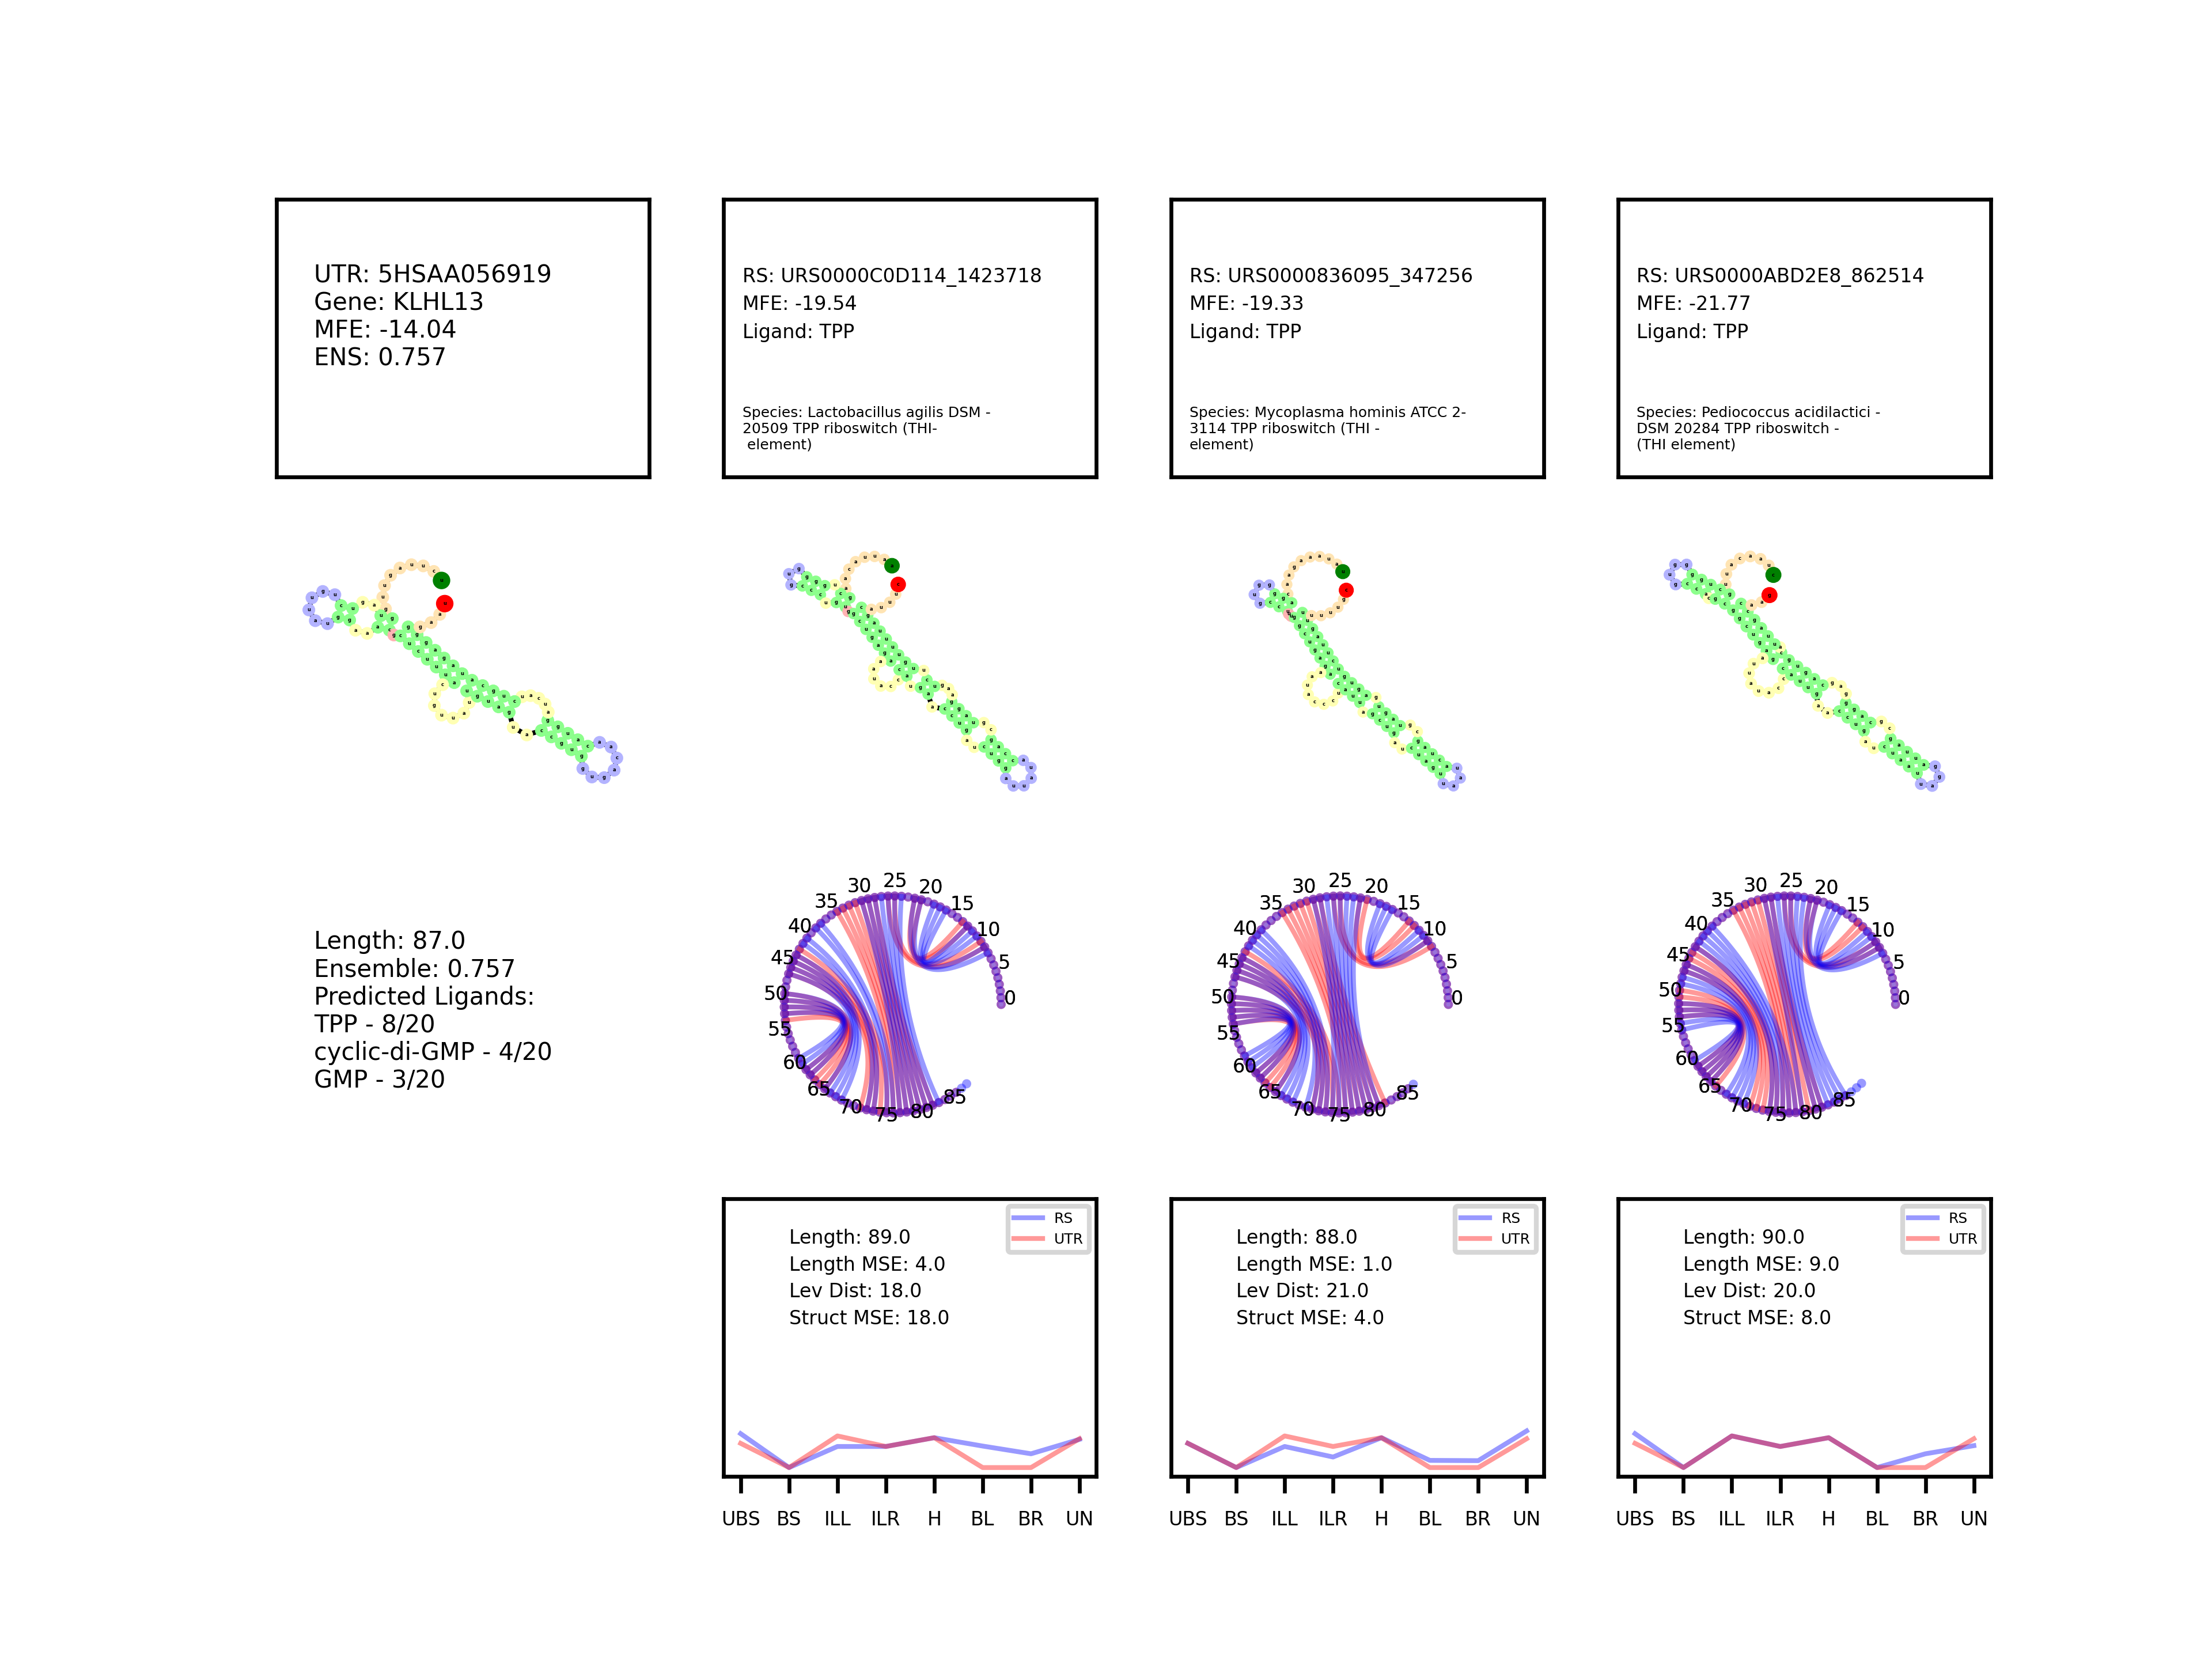 UTR: 5HSAA056919
Gene: KLHL13
MFE: -14.04
ENS: 0.757
RS: URS0000C0D114_1423718
MFE: -19.54
Ligand: TPP
Species: Lactobacillus agilis DSM -
20509 TPP riboswitch (THI-
element)
RS: URS0000836095_347256
MFE: -19.33
Ligand: TPP
Species: Mycoplasma hominis ATCC 2-
3114 TPP riboswitch (THI -
element)
RS: URS0000ABD2E8_862514
MFE: -21.77
Ligand: TPP
Species: Pediococcus acidilactici -
DSM 20284 TPP riboswitch -
(THI element)
Length: 87.0
Ensemble: 0.757
Predicted Ligands:
TPP - 8/20
cyclic-di-GMP - 4/20
GMP - 3/20
0
5
10
15
20
25
30
35
40
45
50
55
60
65
70
75
80
85
0
5
10
15
20
25
30
35
40
45
50
55
60
65
70
75
80
85
0
5
10
15
20
25
30
35
40
45
50
55
60
65
70
75
80
85
RS
UTR
Length: 89.0
Length MSE: 4.0
Lev Dist: 18.0
Struct MSE: 18.0
UBS BS ILL ILR H BL BR UN
RS
UTR
Length: 88.0
Length MSE: 1.0
Lev Dist: 21.0
Struct MSE: 4.0
UBS BS ILL ILR H BL BR UN
RS
UTR
Length: 90.0
Length MSE: 9.0
Lev Dist: 20.0
Struct MSE: 8.0
UBS BS ILL ILR H BL BR UN